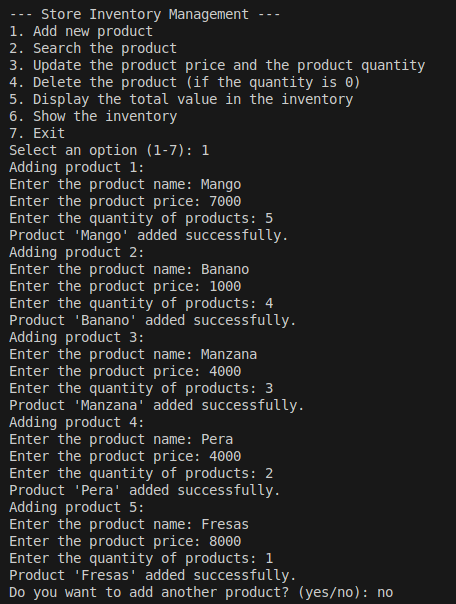 --- Store Inventory Management ---
1. Add new product
2. Search the product
3. Update the product price and the product quantity
4. Delete the product (if the quantity is 0)
5. Display the total value in the inventory
6. Show the inventory
7. Exit
Select an option (1-7): 1
Adding product 1:
Enter the product name: Mango
Enter the product price: 7000
Enter the quantity of products: 5
Product 'Mango' added successfully.
Adding product 2:
Enter the product name: Banano
Enter the product price: 1000
Enter the quantity of products: 4
Product 'Banano' added successfully.
Adding product 3:
Enter the product name: Manzana
Enter the product price: 4000
Enter the quantity of products: 3
Product 'Manzana' added successfully.
Adding product 4:
Enter the product name: Pera
Enter the product price: 4000
Enter the quantity of products: 2
Product 'Pera' added successfully.
Adding product 5:
Enter the product name: Fresas
Enter the product price: 8000
Enter the quantity of products: 1
Product 'Fresas' added successfully.
Do you want to add another product? (yes/no): no